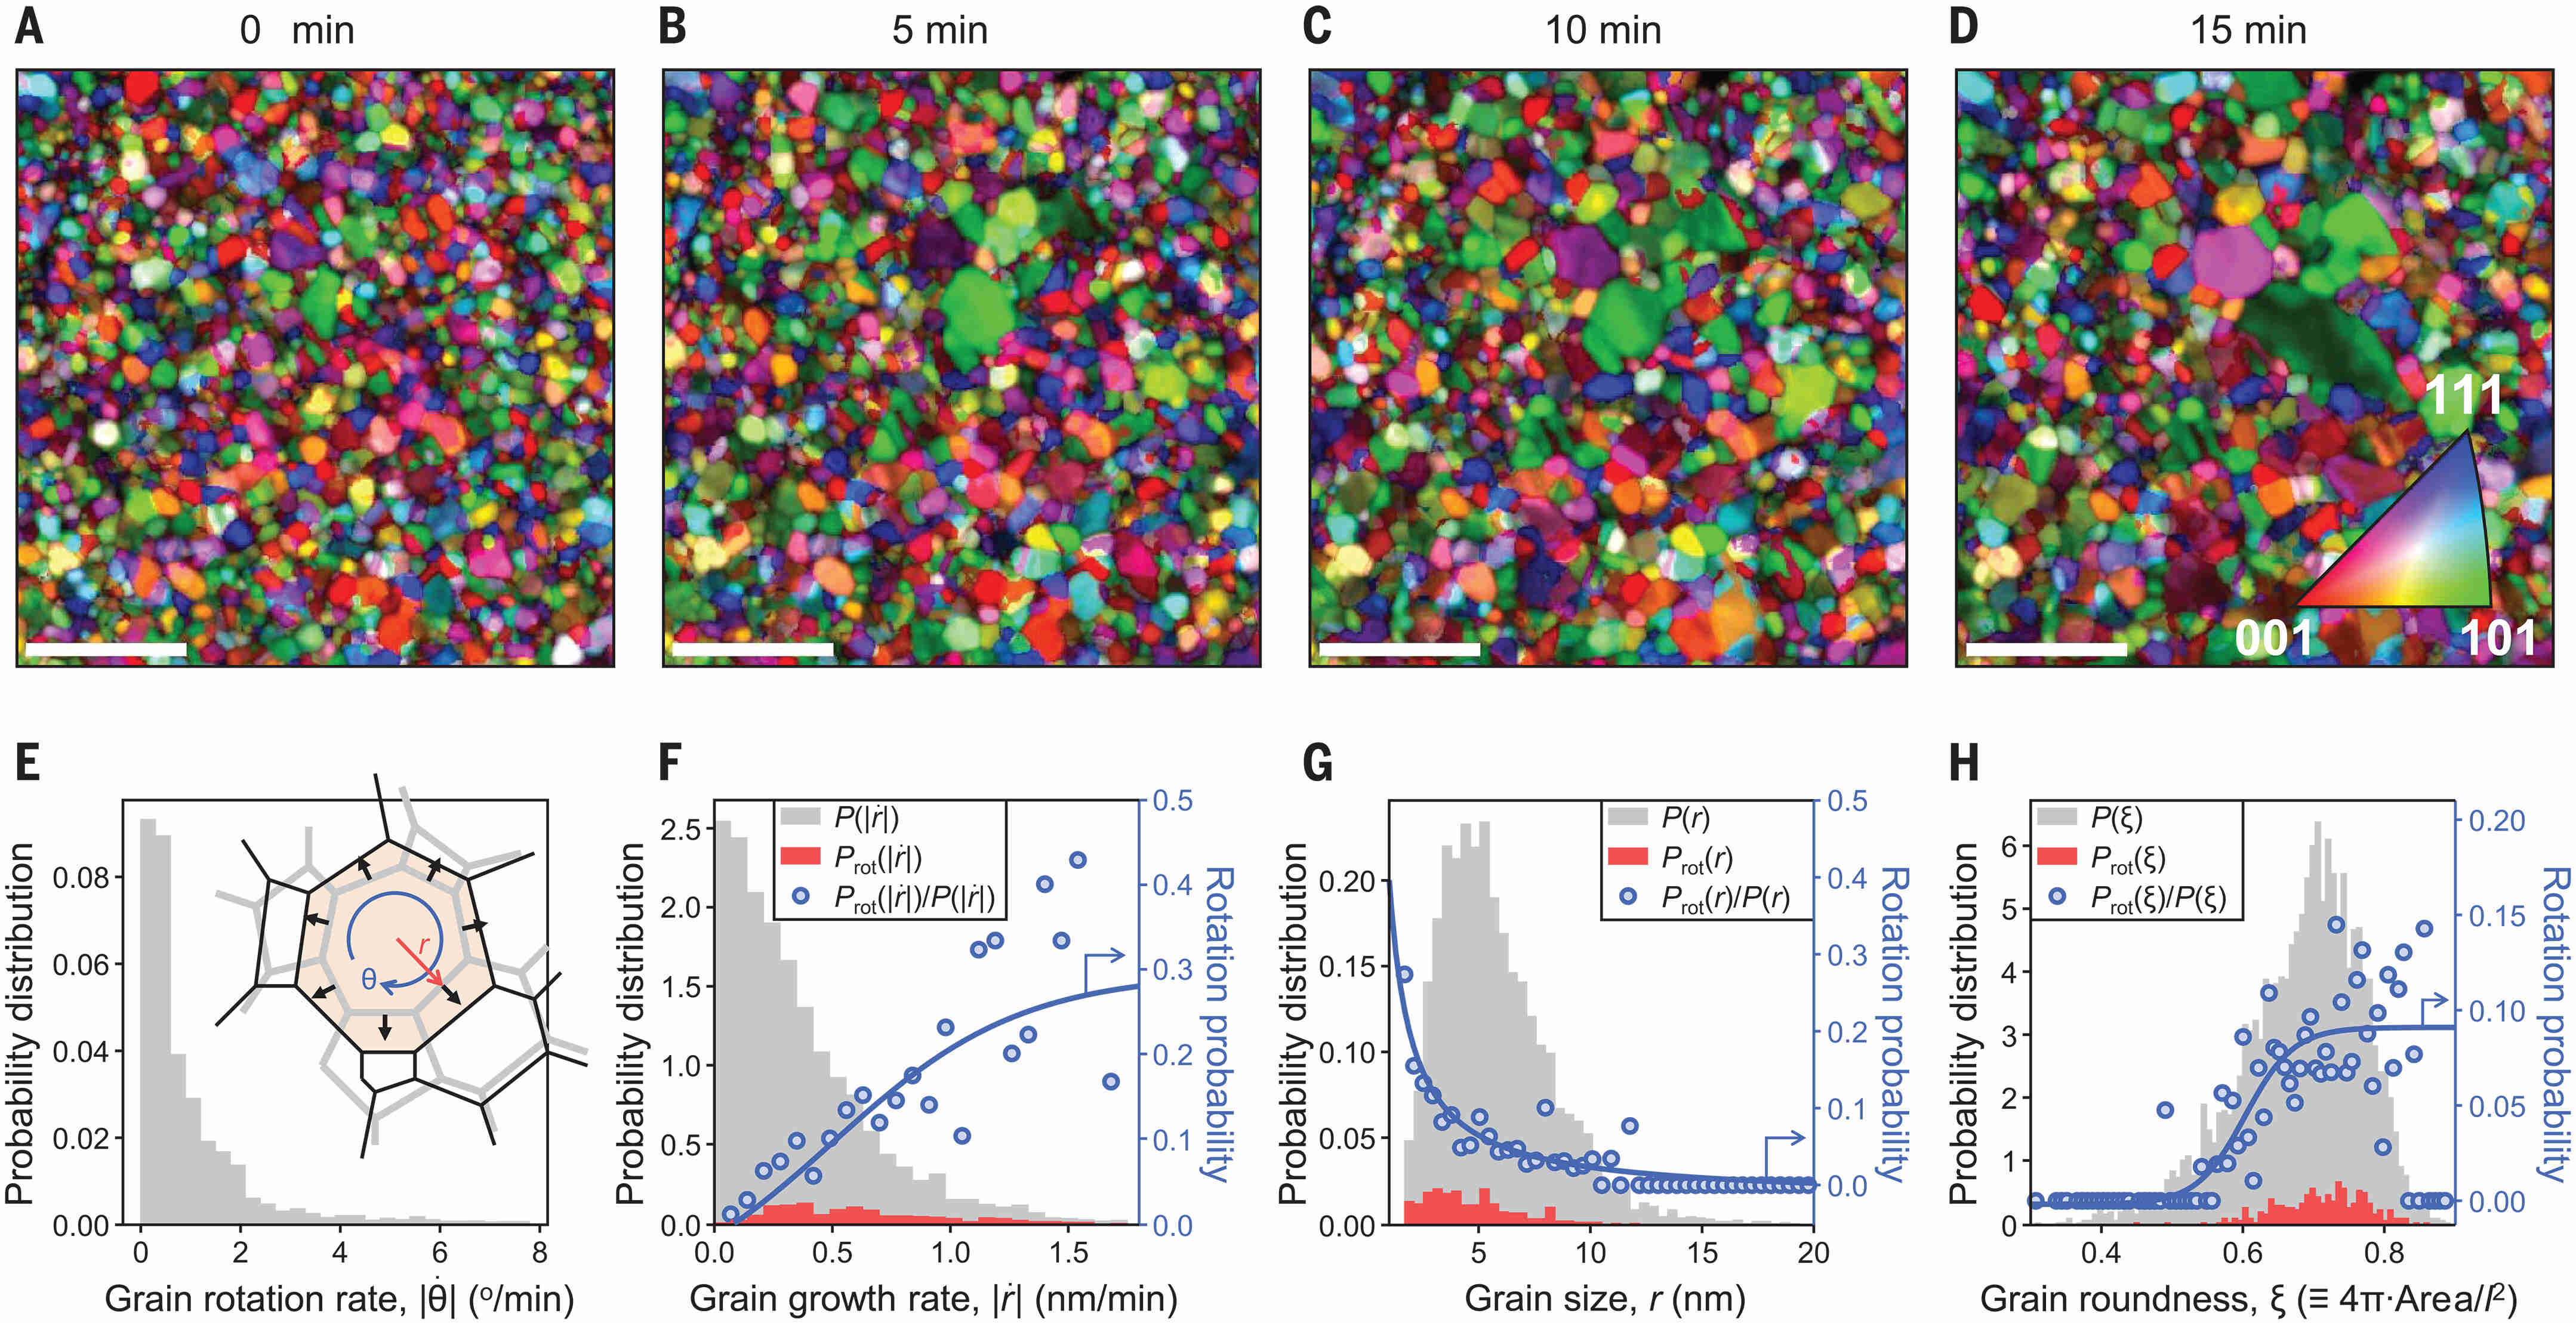 A
0 min
B
5 min
C
10 min
D
15 min
111
001
101
E
Probability distribution
0.08
0.06
0.04
0.02
0.00
r
θ
0 2 4 6 8
Grain rotation rate, |θ̇| (º/min)
F
Probability distribution
2.5
2.0
1.5
1.0
0.5
0.0
P(|ṙ|)
Prot(|ṙ|)
Prot(|ṙ|)/P(|ṙ|)
0.5
0.4
0.3
0.2
0.1
0.0
Rotation probability
0.0 0.5 1.0 1.5
Grain growth rate, |ṙ| (nm/min)
G
Probability distribution
0.20
0.15
0.10
0.05
0.00
P(r)
Prot(r)
Prot(r)/P(r)
0.5
0.4
0.3
0.2
0.1
0.0
Rotation probability
5 10 15 20
Grain size, r (nm)
H
Probability distribution
6
5
4
3
2
1
0
P(ξ)
Prot(ξ)
Prot(ξ)/P(ξ)
0.20
0.15
0.10
0.05
0.00
Rotation probability
0.4 0.6 0.8
Grain roundness, ξ (≡ 4π·Area/l²)